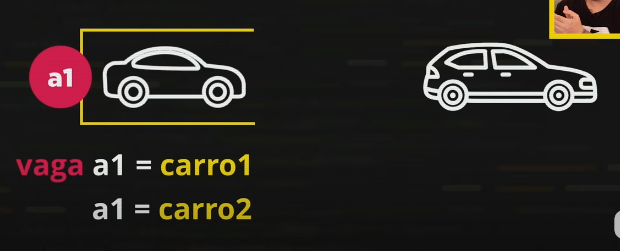 a1
vaga a1 = carro1
a1 = carro2